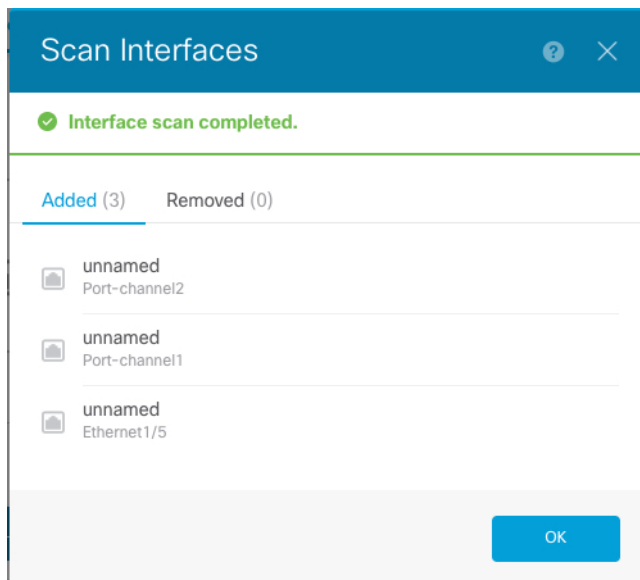 Scan Interfaces
Interface scan completed.
Added (3) Removed (0)
unnamed
Port-channel2
unnamed
Port-channel1
unnamed
Ethernet1/5
OK